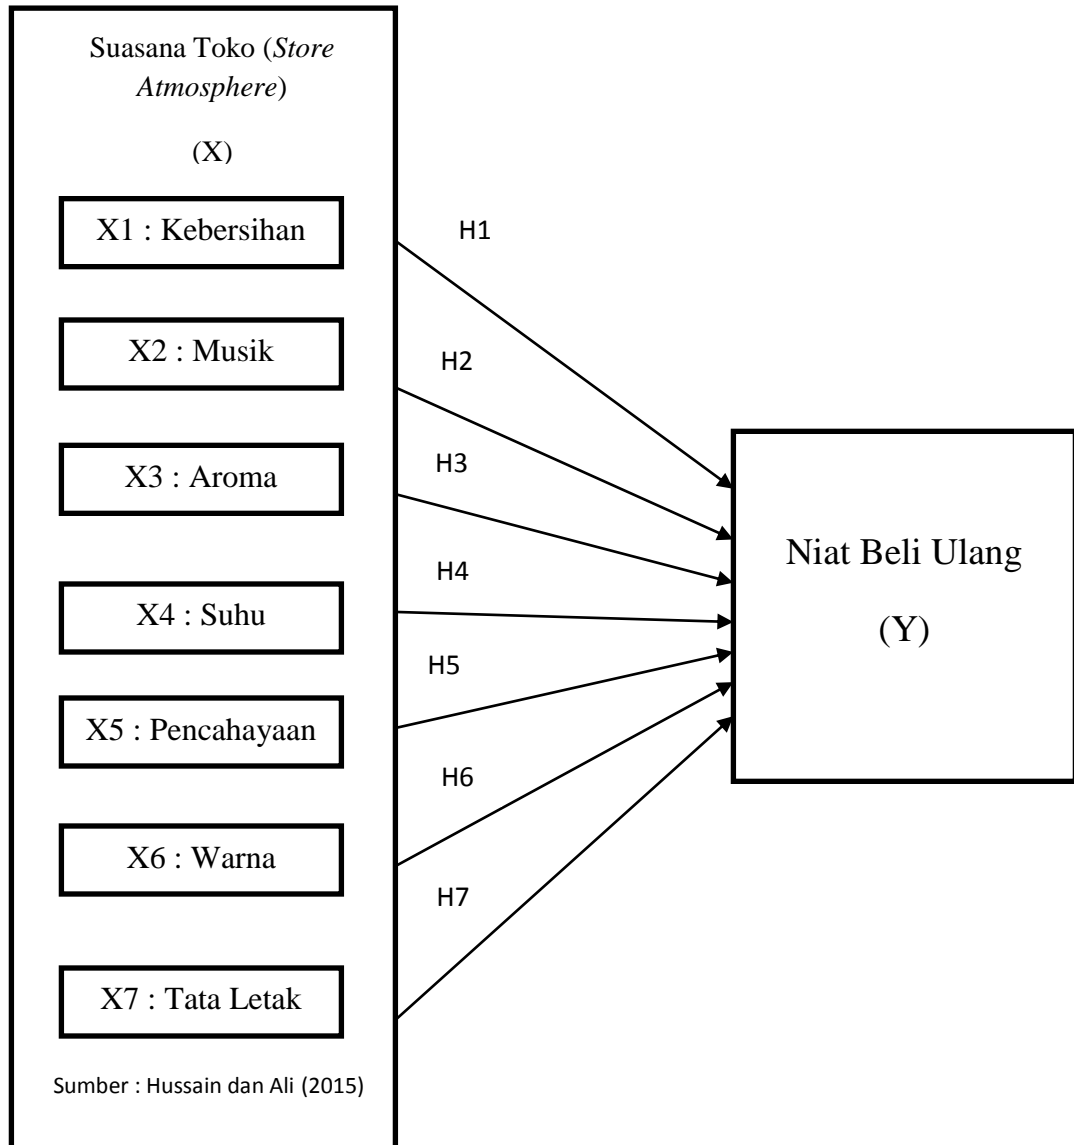 Suasana Toko (Store
Atmosphere)
(X)
X1 : Kebersihan
H1
X2 : Musik
H2
X3 : Aroma
H3
X4 : Suhu
H4
X5 : Pencahayaan
H5
X6 : Warna
H6
X7 : Tata Letak
H7
Sumber : Hussain dan Ali (2015)
Niat Beli Ulang
(Y)